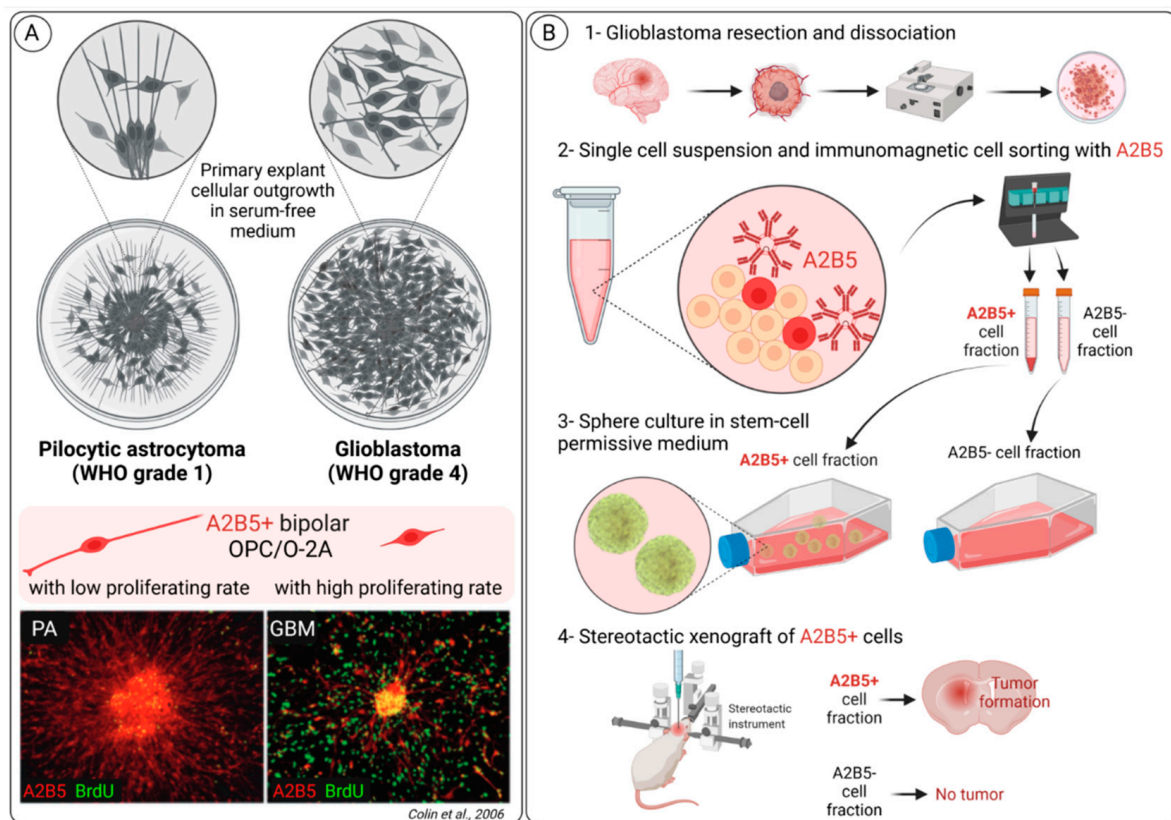 A
Primary explant
cellular outgrowth
in serum-free
medium
Pilocytic astrocytoma
(WHO grade 1)
Glioblastoma
(WHO grade 4)
A2B5+ bipolar
OPC/O-2A
with low proliferating rate
with high proliferating rate
PA
A2B5 BrdU
GBM
A2B5 BrdU
Colin et al., 2006
B
1- Glioblastoma resection and dissociation
2- Single cell suspension and immunomagnetic cell sorting with A2B5
A2B5
A2B5+
cell
fraction
A2B5-
cell
fraction
3- Sphere culture in stem-cell
permissive medium
A2B5+ cell fraction
A2B5- cell fraction
4- Stereotactic xenograft of A2B5+ cells
Stereotactic
instrument
A2B5+
cell
fraction
Tumor
formation
A2B5-
cell
fraction
No tumor